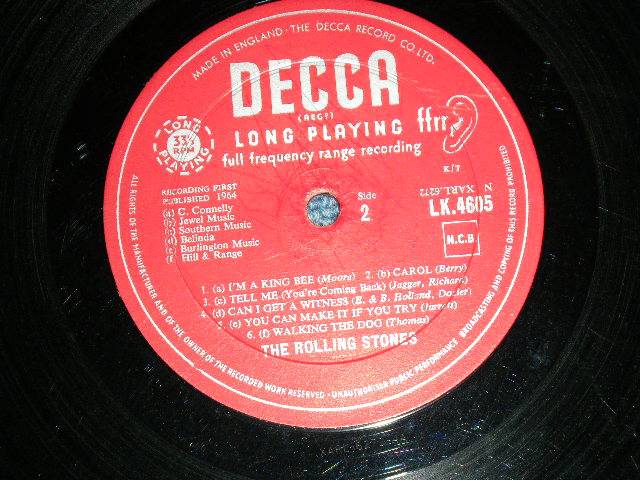 MADE IN ENGLAND · THE DECCA RECORD CO. LTD.
DECCA
(REGᴰ)
LONG PLAYING
ffrr
full frequency range recording
LONG
33⅓
RPM
PLAYING
K/T
RECORDING FIRST
PUBLISHED 1964
Side
2
N XARL.6272
LK.4605
N.C.B
(a) C. Connelly
(b) Jewel Music
(c) Southern Music
(d) Belinda
(e) Burlington Music
(f Hill & Range
1. (a) I'M A KING BEE (Moore) 2. (b) CAROL (Berry)
3. (c) TELL ME (You're Coming Back) (Jagger, Richard)
4. (d) CAN I GET A WITNESS (E. & B. Holland, Dozier)
5. (e) YOU CAN MAKE IT IF YOU TRY (Jarrett)
6. (f) WALKING THE DOG (Thomas)
THE ROLLING STONES
ALL RIGHTS OF THE MANUFACTURER AND OF THE OWNER OF THE RECORDED WORK RESERVED · UNAUTHORISED PUBLIC PERFORMANCE BROADCASTING AND COPYING OF THIS RECORD PROHIBITED